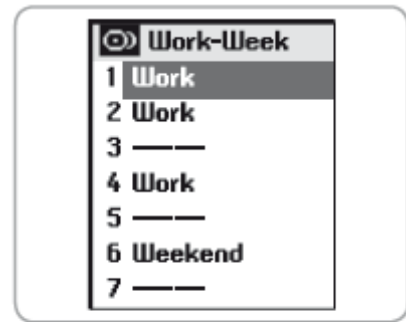 Work-Week
1 Work
2 Work
3 ——
4 Work
5 ——
6 Weekend
7 ——